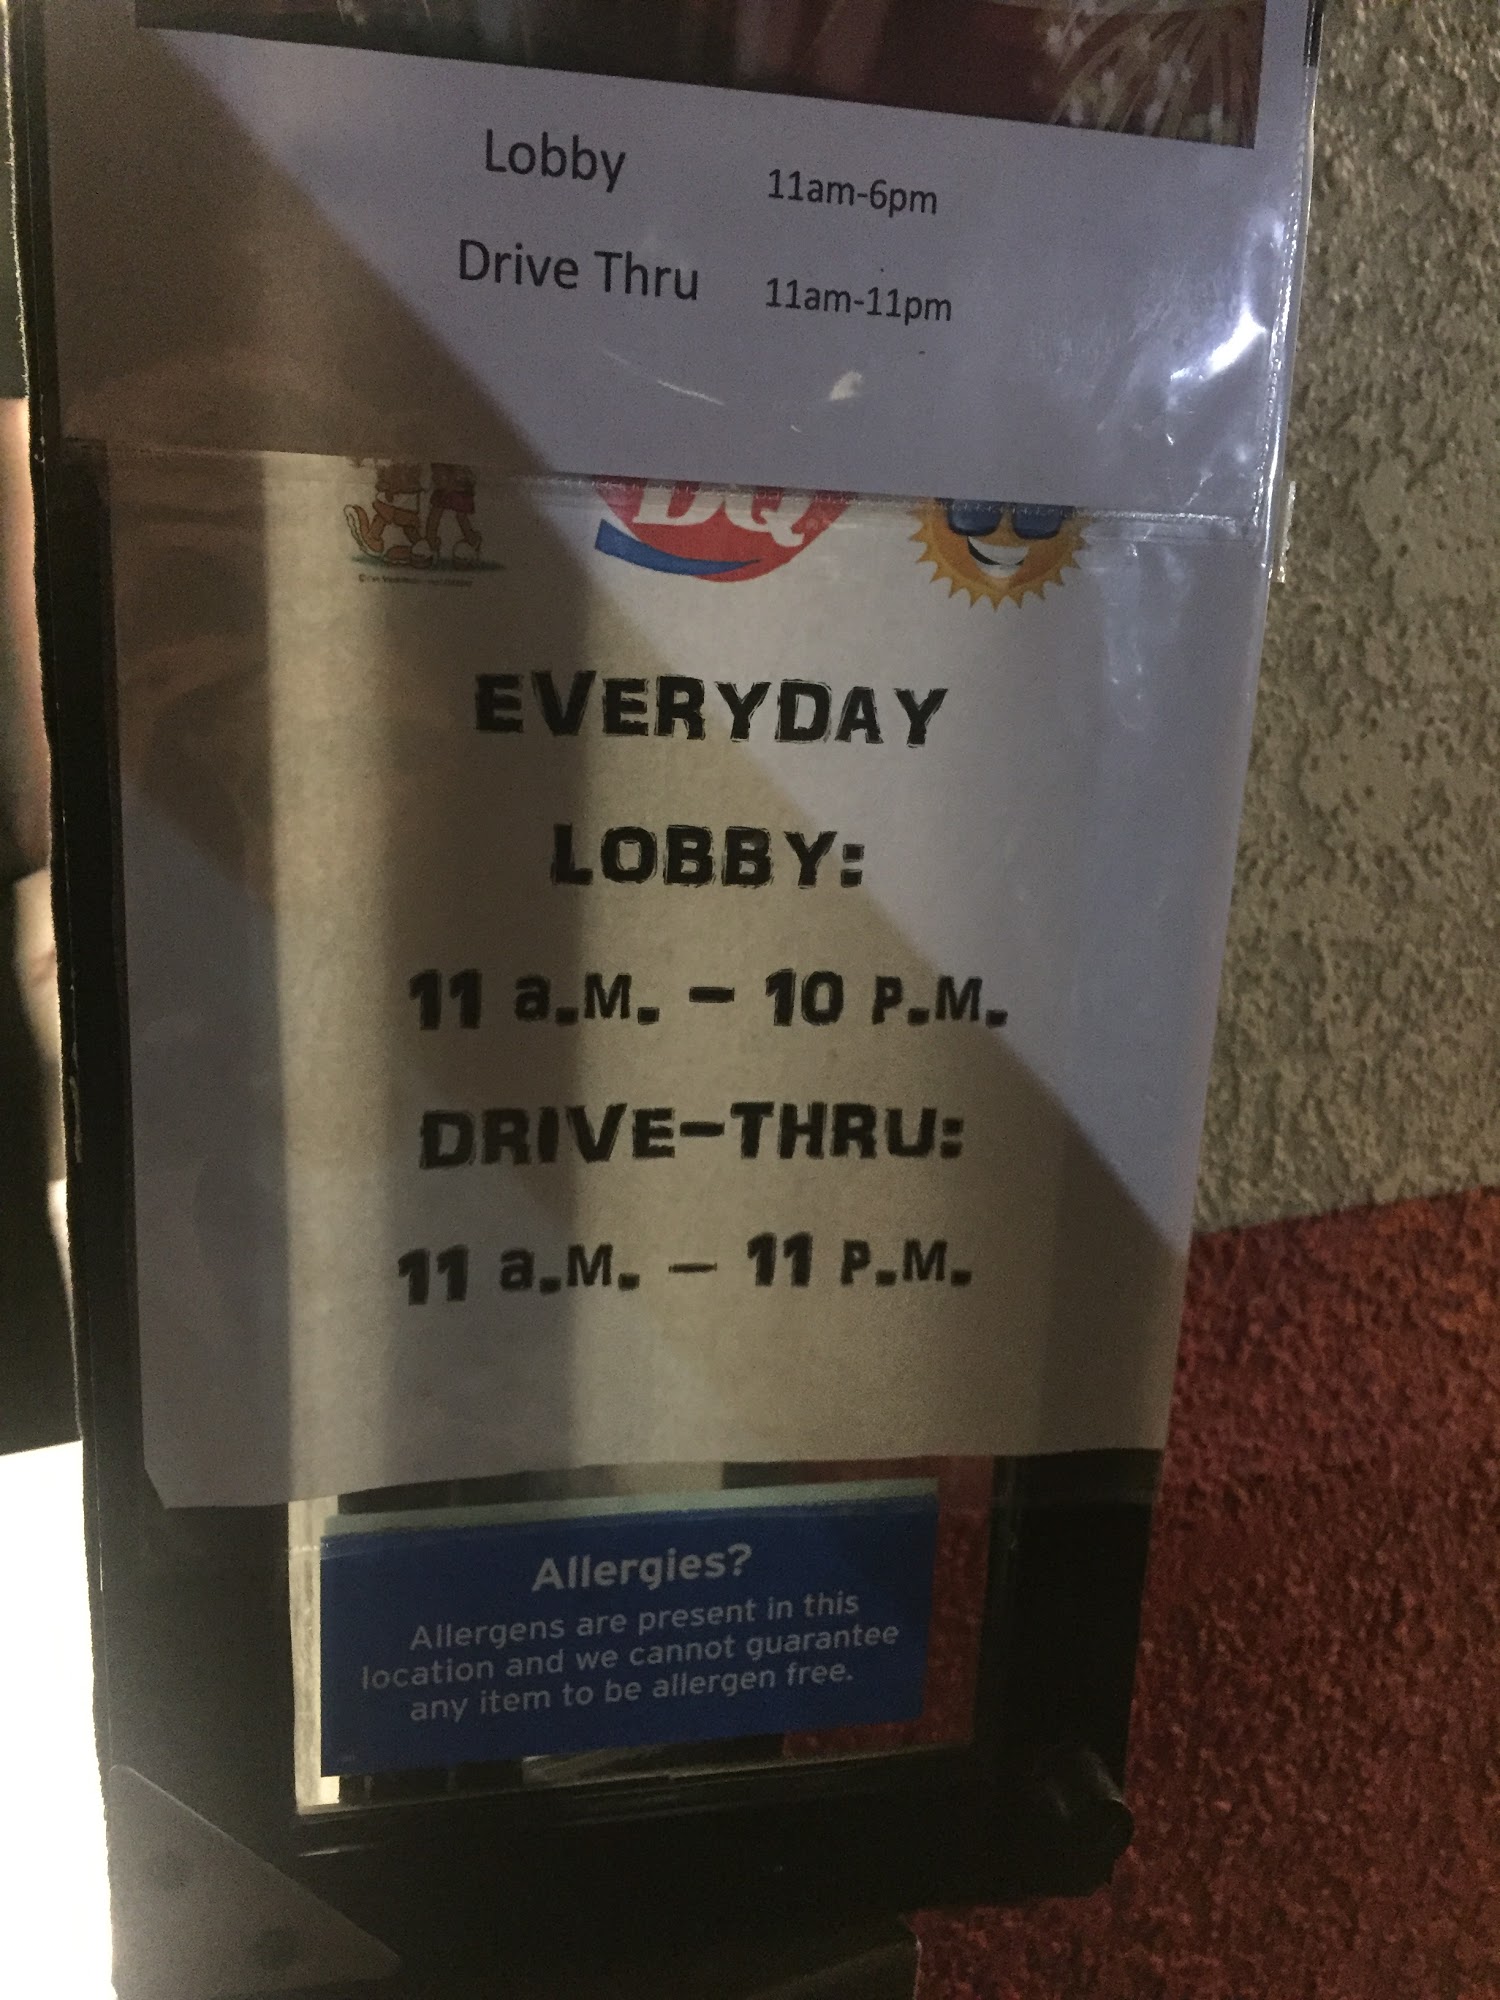 Lobby 11am-6pm
Drive Thru 11am-11pm
DQ
EVERYDAY
LOBBY:
11 a.M. – 10 P.M.
DRIVE-THRU:
11 a.M. – 11 P.M.
Allergies?
Allergens are present in this
location and we cannot guarantee
any item to be allergen free.